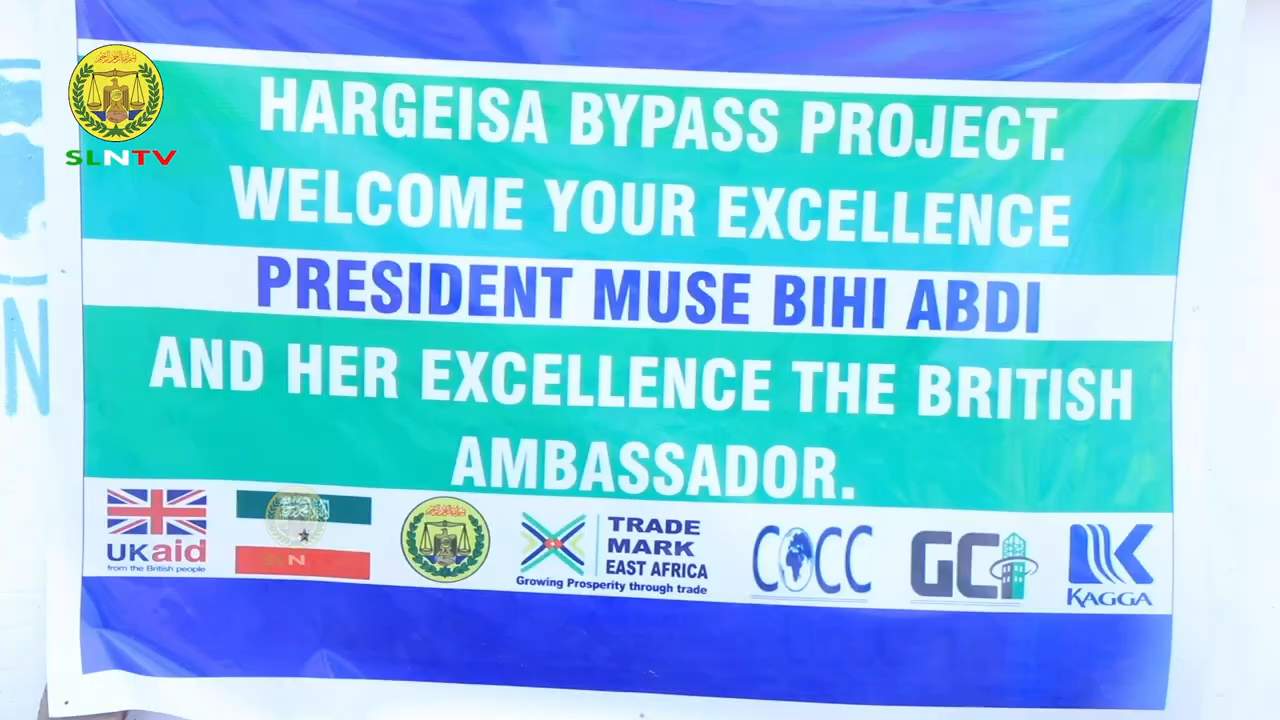 SLNTV
HARGEISA BYPASS PROJECT.
WELCOME YOUR EXCELLENCE
PRESIDENT MUSE BIHI ABDI
AND HER EXCELLENCE THE BRITISH
AMBASSADOR.
UKaid
from the British people
TRADE
MARK
EAST AFRICA
Growing Prosperity through trade
COCC
GCI
KAGGA